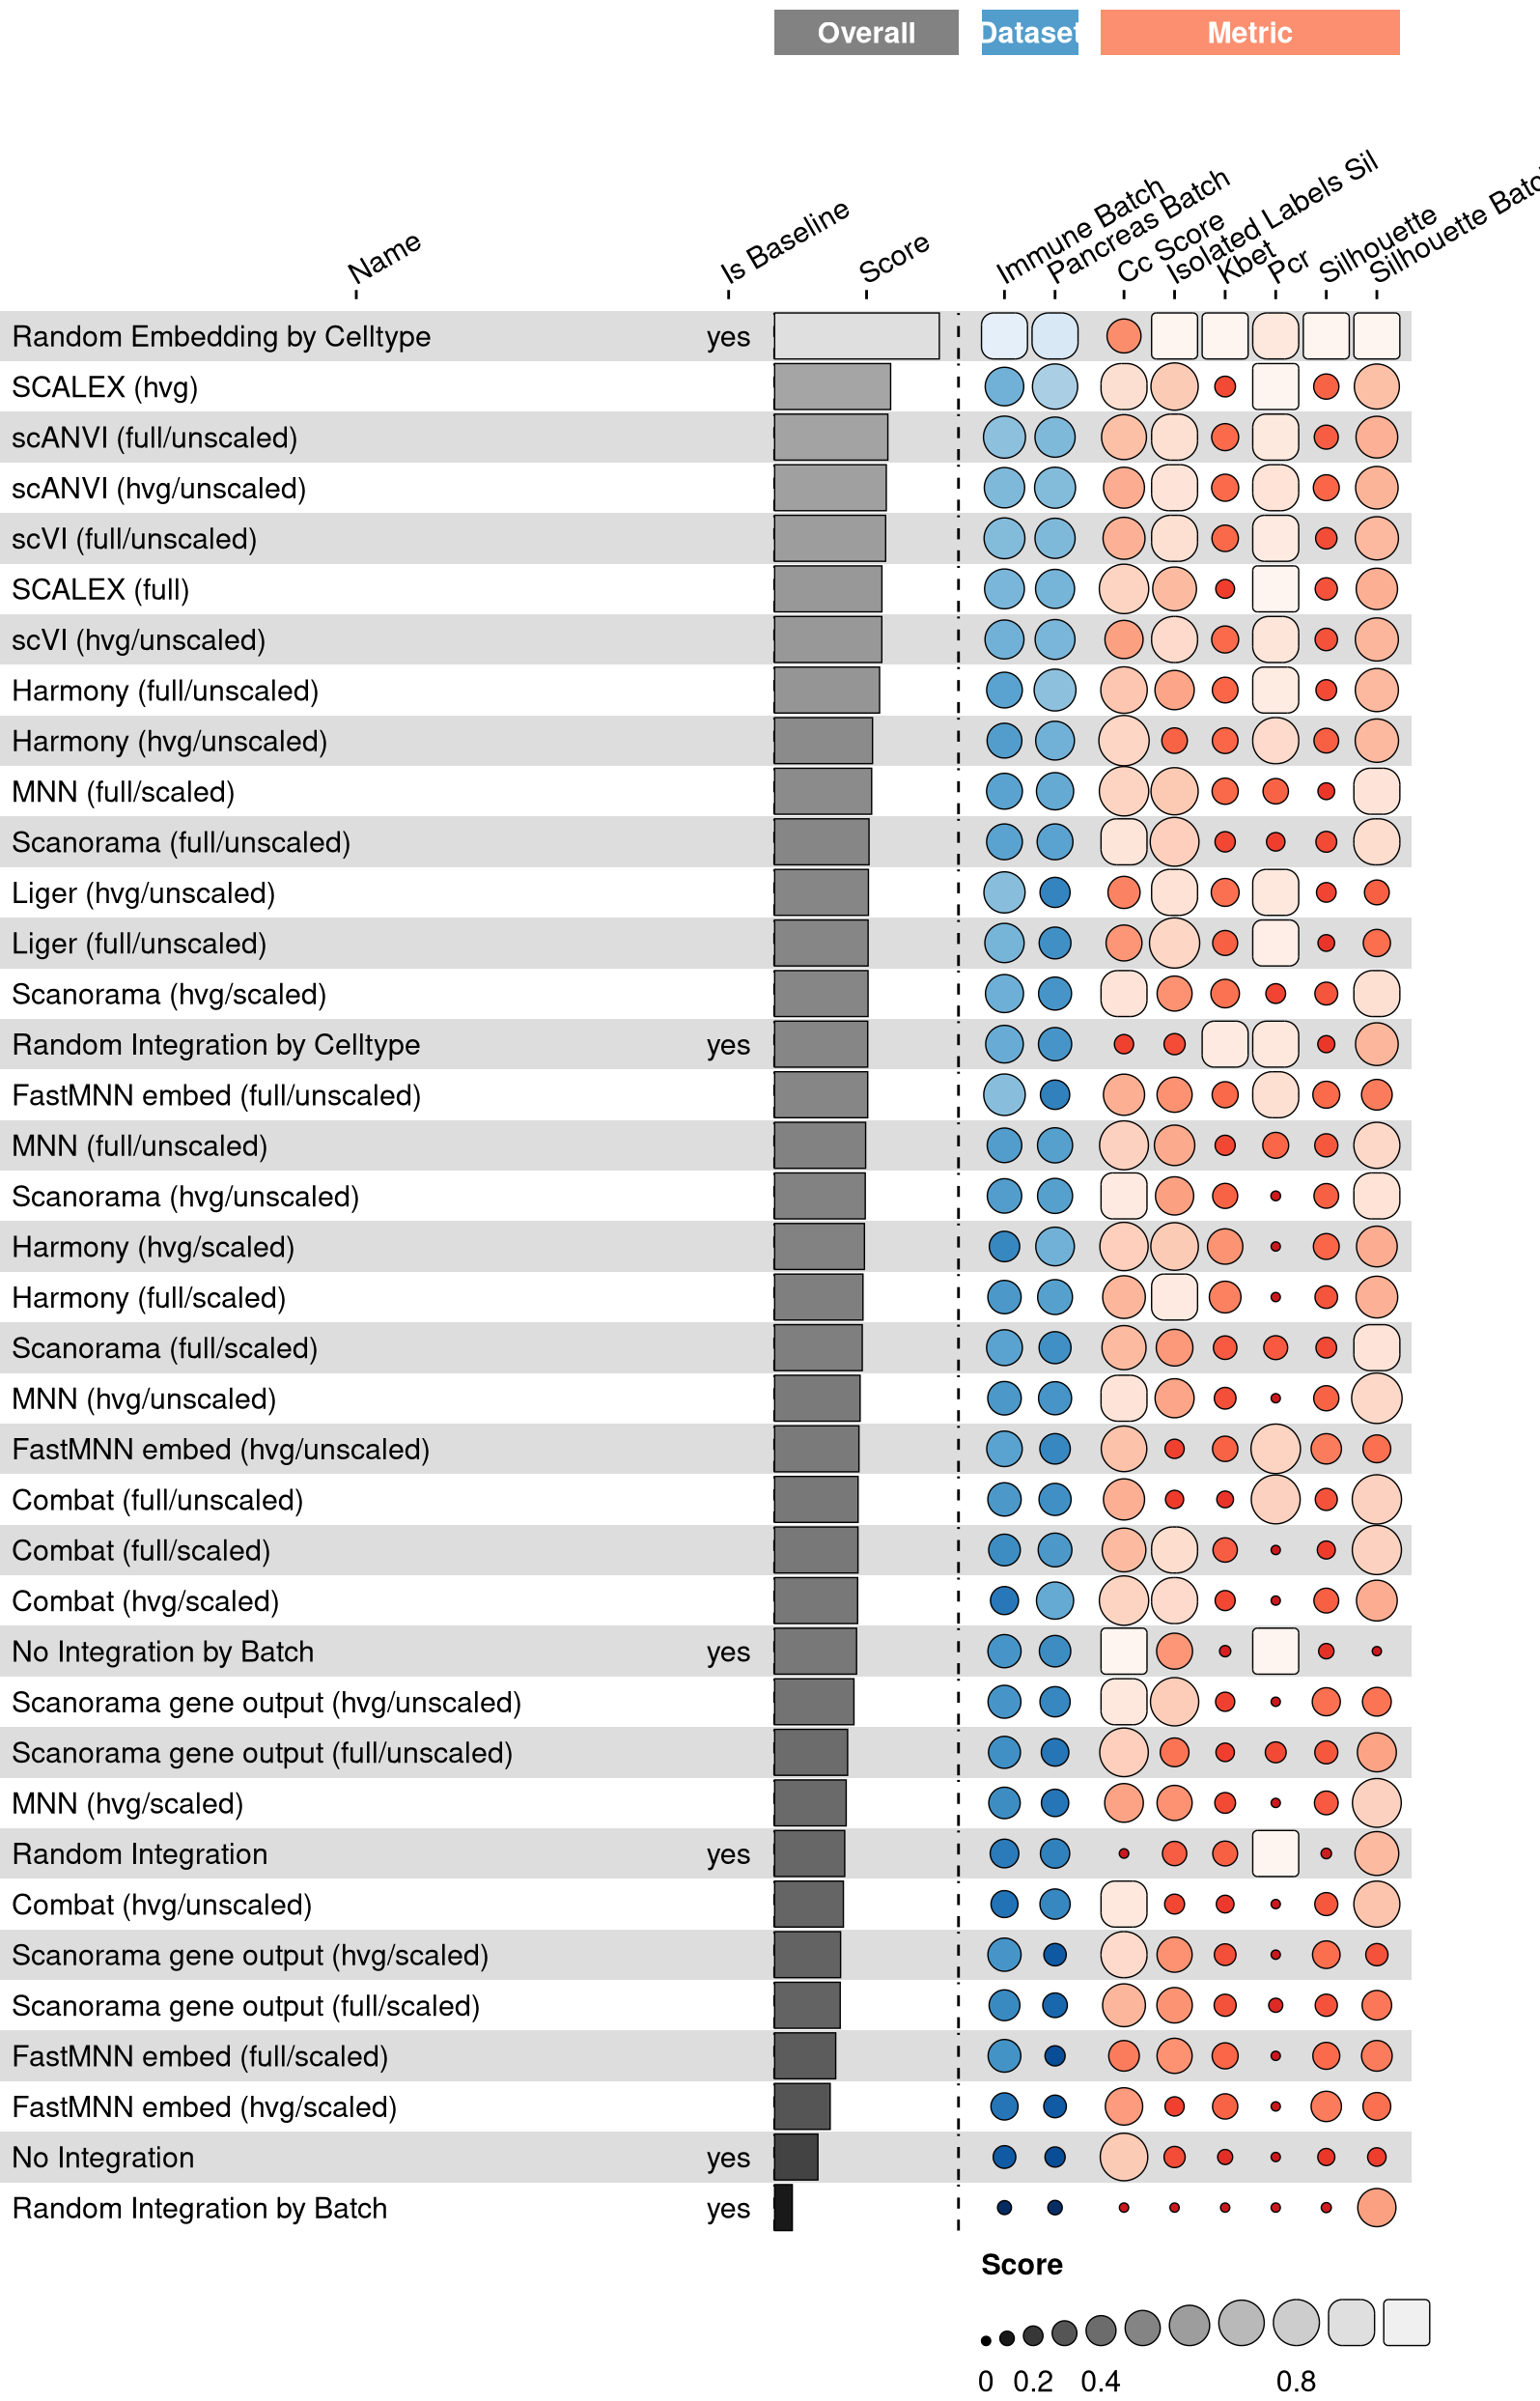 Overall Dataset Metric
Name Is Baseline Score Immune Batch Pancreas Batch Cc Score Isolated Labels Sil Kbet Pcr Silhouette Silhouette Batc
Random Embedding by Celltype yes
SCALEX (hvg)
scANVI (full/unscaled)
scANVI (hvg/unscaled)
scVI (full/unscaled)
SCALEX (full)
scVI (hvg/unscaled)
Harmony (full/unscaled)
Harmony (hvg/unscaled)
MNN (full/scaled)
Scanorama (full/unscaled)
Liger (hvg/unscaled)
Liger (full/unscaled)
Scanorama (hvg/scaled)
Random Integration by Celltype yes
FastMNN embed (full/unscaled)
MNN (full/unscaled)
Scanorama (hvg/unscaled)
Harmony (hvg/scaled)
Harmony (full/scaled)
Scanorama (full/scaled)
MNN (hvg/unscaled)
FastMNN embed (hvg/unscaled)
Combat (full/unscaled)
Combat (full/scaled)
Combat (hvg/scaled)
No Integration by Batch yes
Scanorama gene output (hvg/unscaled)
Scanorama gene output (full/unscaled)
MNN (hvg/scaled)
Random Integration yes
Combat (hvg/unscaled)
Scanorama gene output (hvg/scaled)
Scanorama gene output (full/scaled)
FastMNN embed (full/scaled)
FastMNN embed (hvg/scaled)
No Integration yes
Random Integration by Batch yes
Score
0 0.2 0.4 0.8